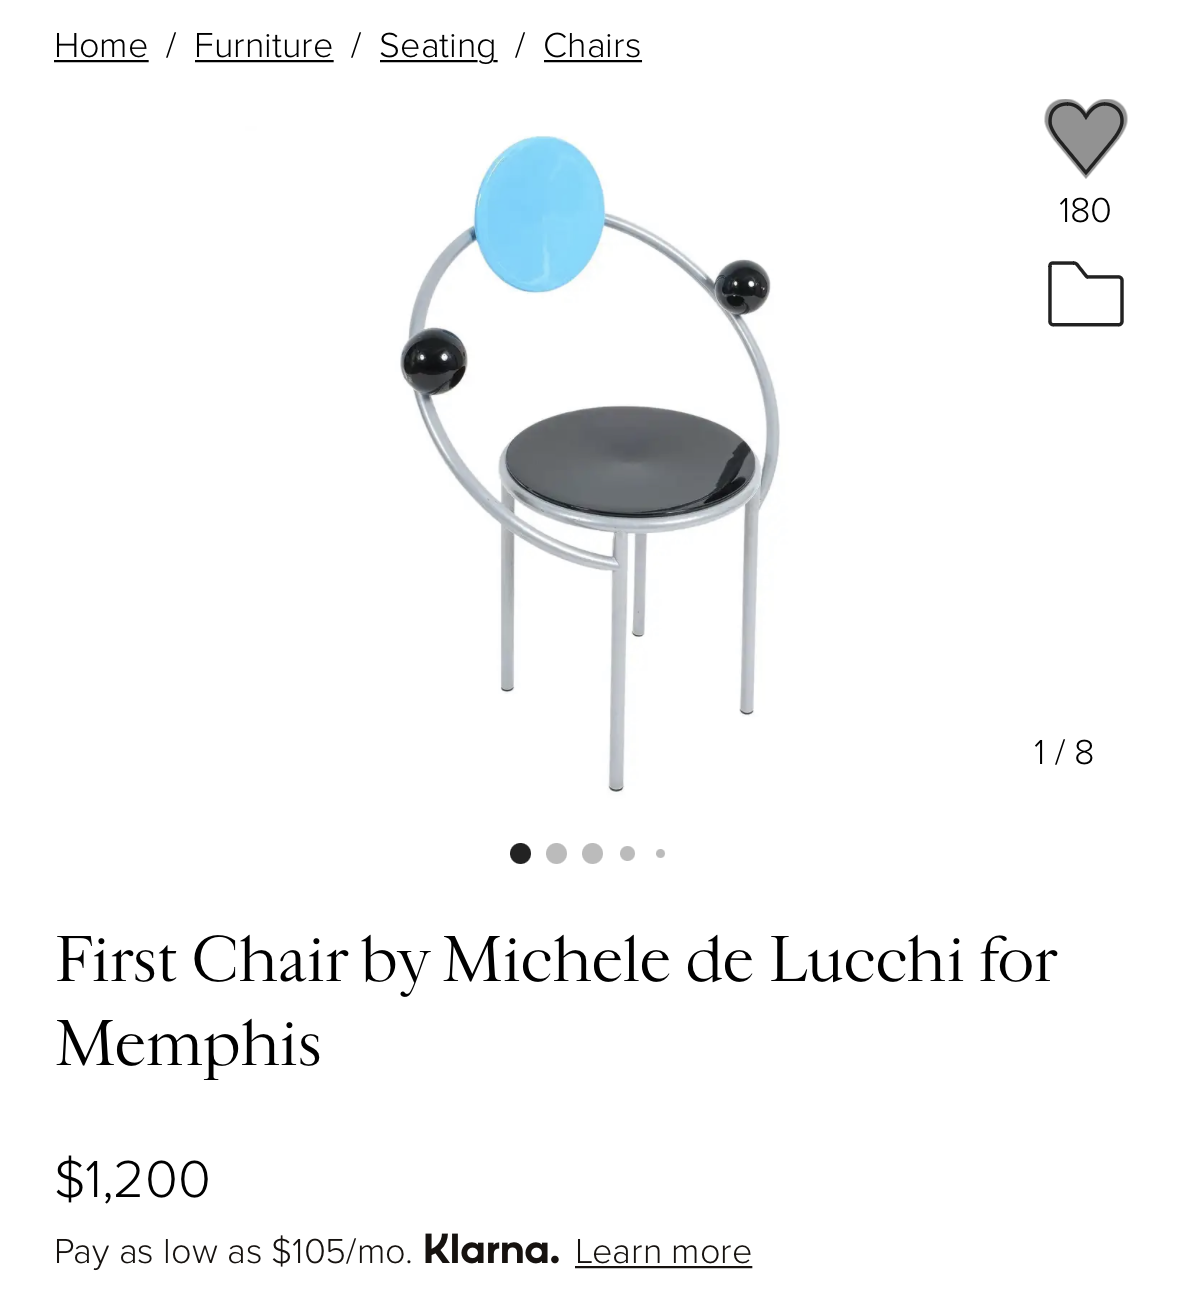 Home / Furniture / Seating / Chairs
180
1 / 8
First Chair by Michele de Lucchi for
Memphis
$1,200
Pay as low as $105/mo. Klarna. Learn more